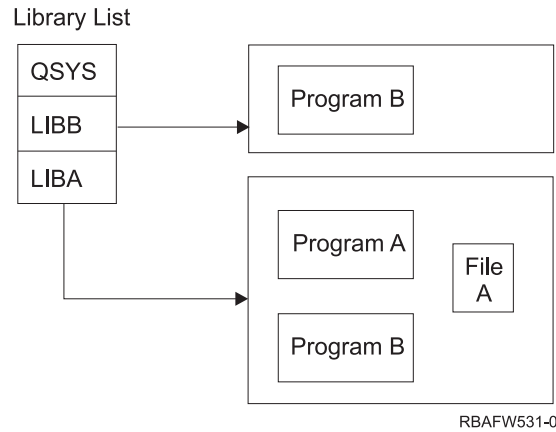 Library List
QSYS
LIBB
LIBA
Program B
Program A
File
A
Program B
RBAFW531-0